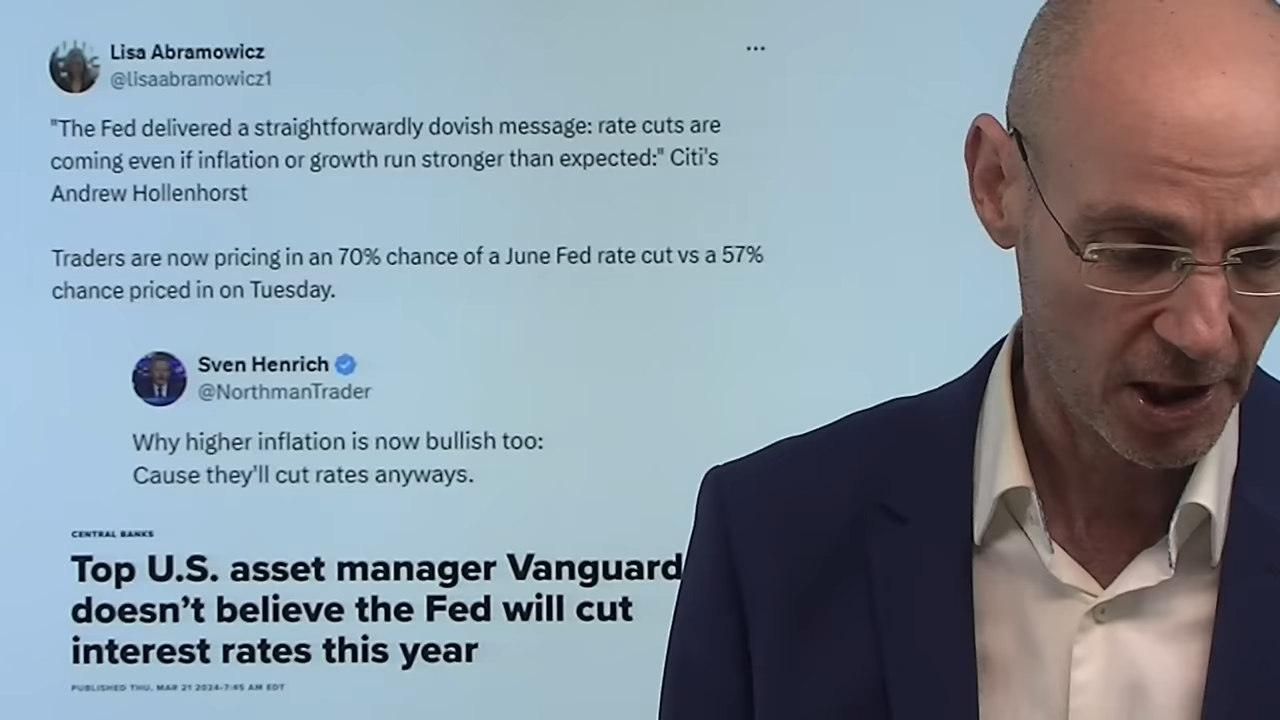 Lisa Abramowicz
@lisaabramowicz1
"The Fed delivered a straightforwardly dovish message: rate cuts are
coming even if inflation or growth run stronger than expected:" Citi's
Andrew Hollenhorst
Traders are now pricing in an 70% chance of a June Fed rate cut vs a 57%
chance priced in on Tuesday.
Sven Henrich
@NorthmanTrader
Why higher inflation is now bullish too:
Cause they'll cut rates anyways.
CENTRAL BANKS
Top U.S. asset manager Vanguard
doesn't believe the Fed will cut
interest rates this year
PUBLISHED THU, MAR 21 2024 7:45 AM EDT